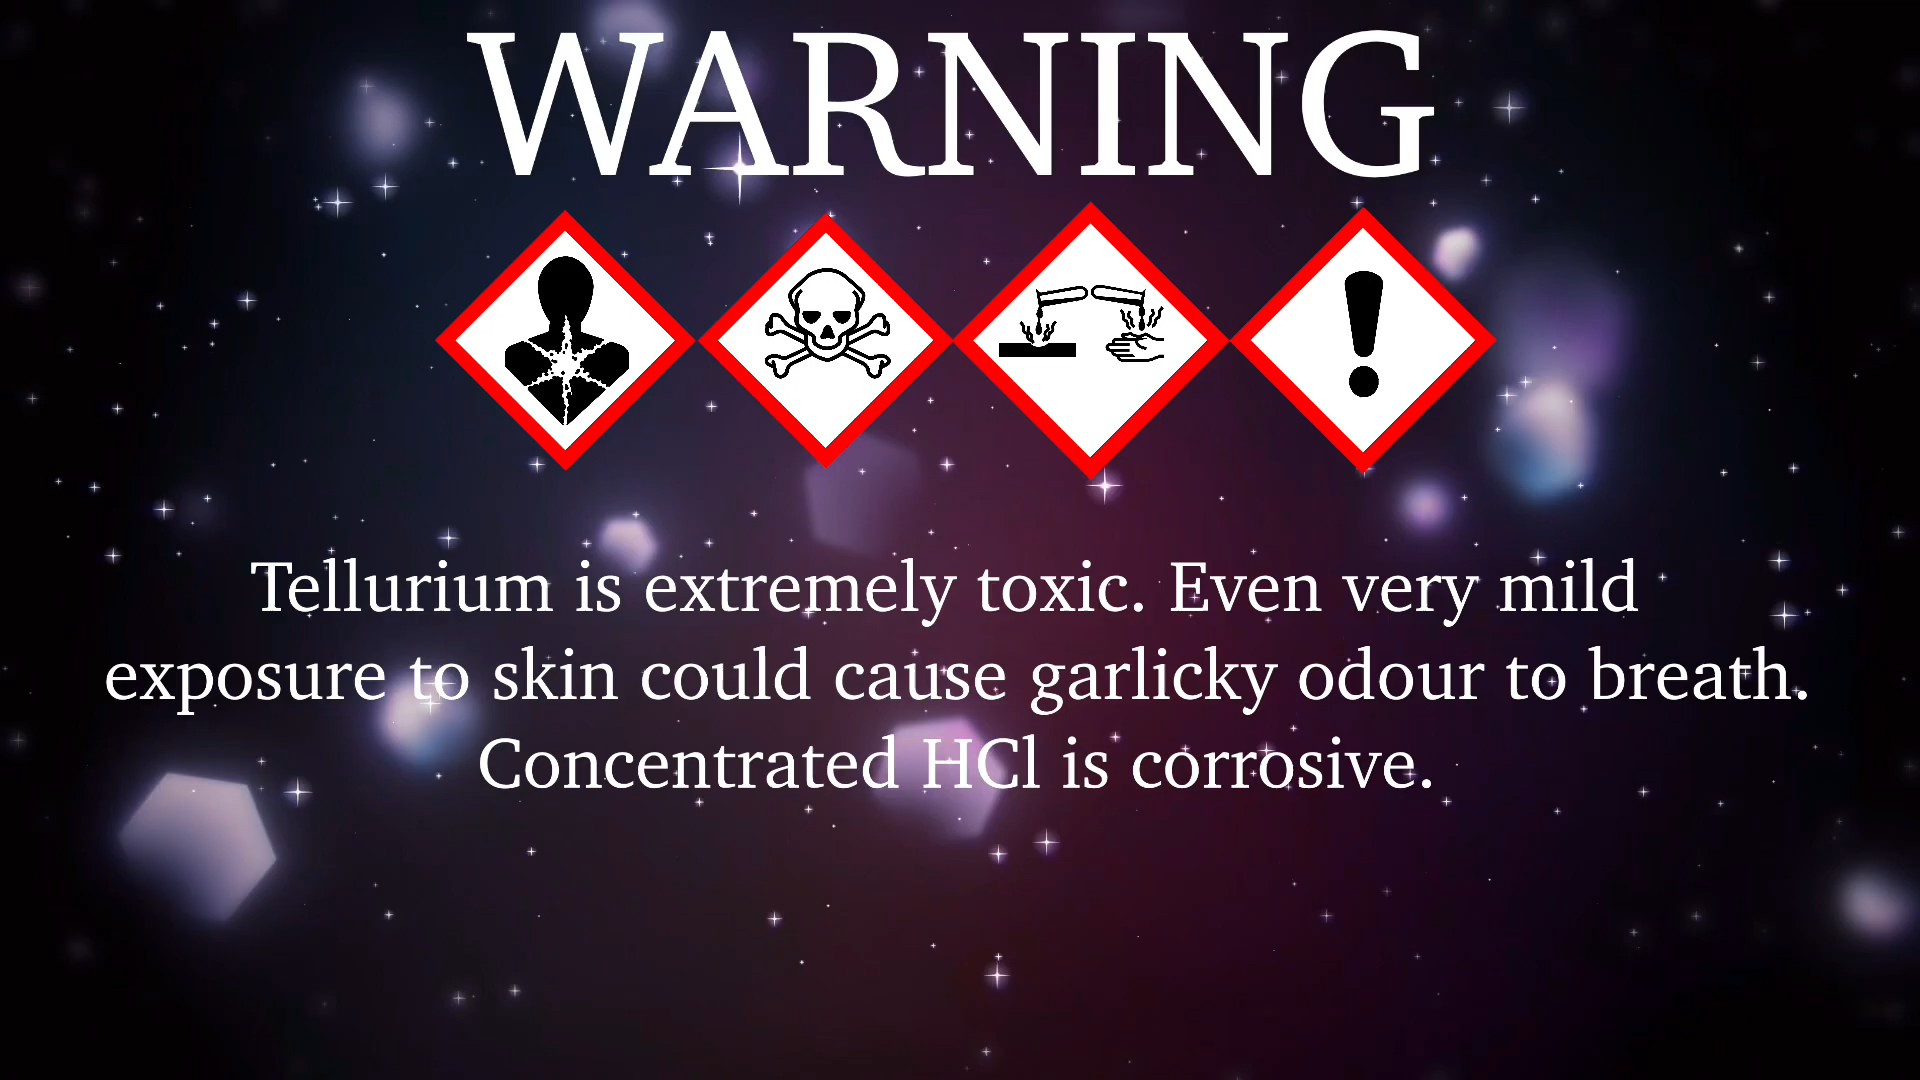 WARNING
Tellurium is extremely toxic. Even very mild
exposure to skin could cause garlicky odour to breath.
Concentrated HCl is corrosive.